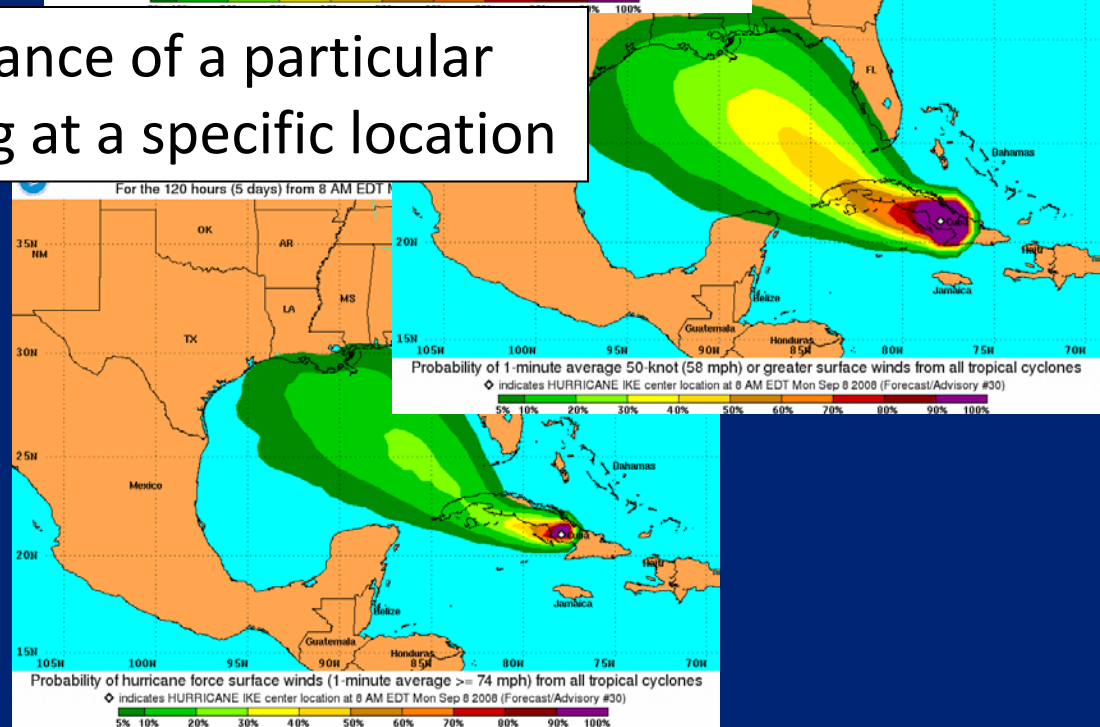 100%
ance of a particular
g at a specific location
FL
Bahamas
Cuba
Haiti
Jamaica
Belize
Guatemala
Honduras
20N
15N
105W 100W 95W 90W 85W 80W 75W 70W
Probability of 1-minute average 50-knot (58 mph) or greater surface winds from all tropical cyclones
indicates HURRICANE IKE center location at 8 AM EDT Mon Sep 8 2008 (Forecast/Advisory #30)
5% 10% 20% 30% 40% 50% 60% 70% 80% 90% 100%
For the 120 hours (5 days) from 8 AM EDT
35N
NM
OK
AR
TX
LA
MS
30N
25N
Mexico
Bahamas
Cuba
20N
Haiti
Jamaica
Belize
Guatemala
Honduras
15N
105W 100W 95W 90W 85W 80W 75W 70W
Probability of hurricane force surface winds (1-minute average >= 74 mph) from all tropical cyclones
indicates HURRICANE IKE center location at 8 AM EDT Mon Sep 8 2008 (Forecast/Advisory #30)
5% 10% 20% 30% 40% 50% 60% 70% 80% 90% 100%